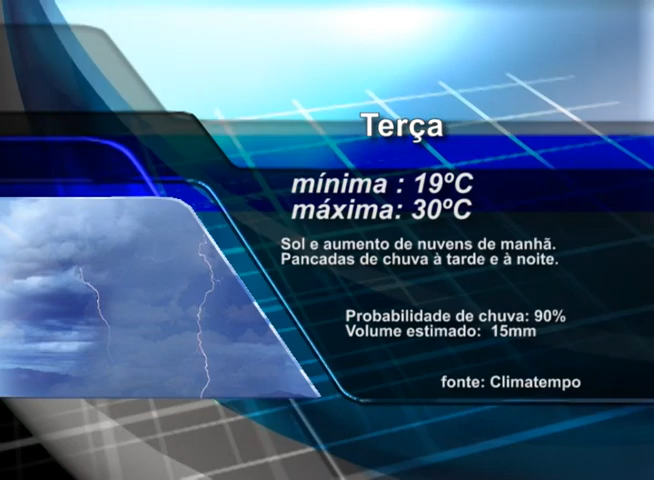 Terça
mínima : 19ºC
máxima: 30ºC
Sol e aumento de nuvens de manhã.
Pancadas de chuva à tarde e à noite.
Probabilidade de chuva: 90%
Volume estimado: 15mm
fonte: Climatempo